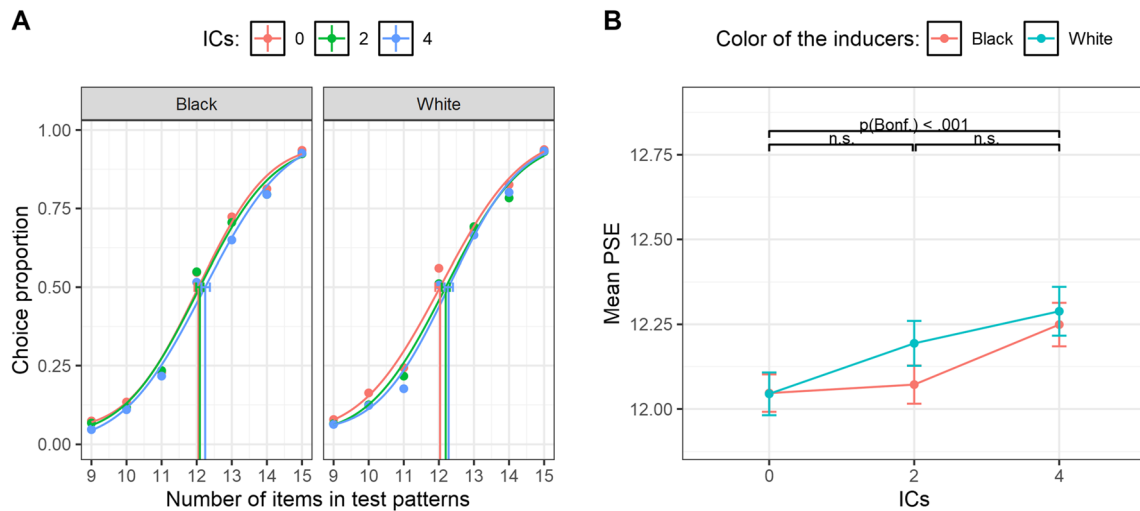 A
ICs: 0 2 4
Black White
Choice proportion
1.00
0.75
0.50
0.25
0.00
9 10 11 12 13 14 15 9 10 11 12 13 14 15
Number of items in test patterns
B
Color of the inducers: Black White
p(Bonf.) < .001
n.s. n.s.
Mean PSE
12.75
12.50
12.25
12.00
0 2 4
ICs